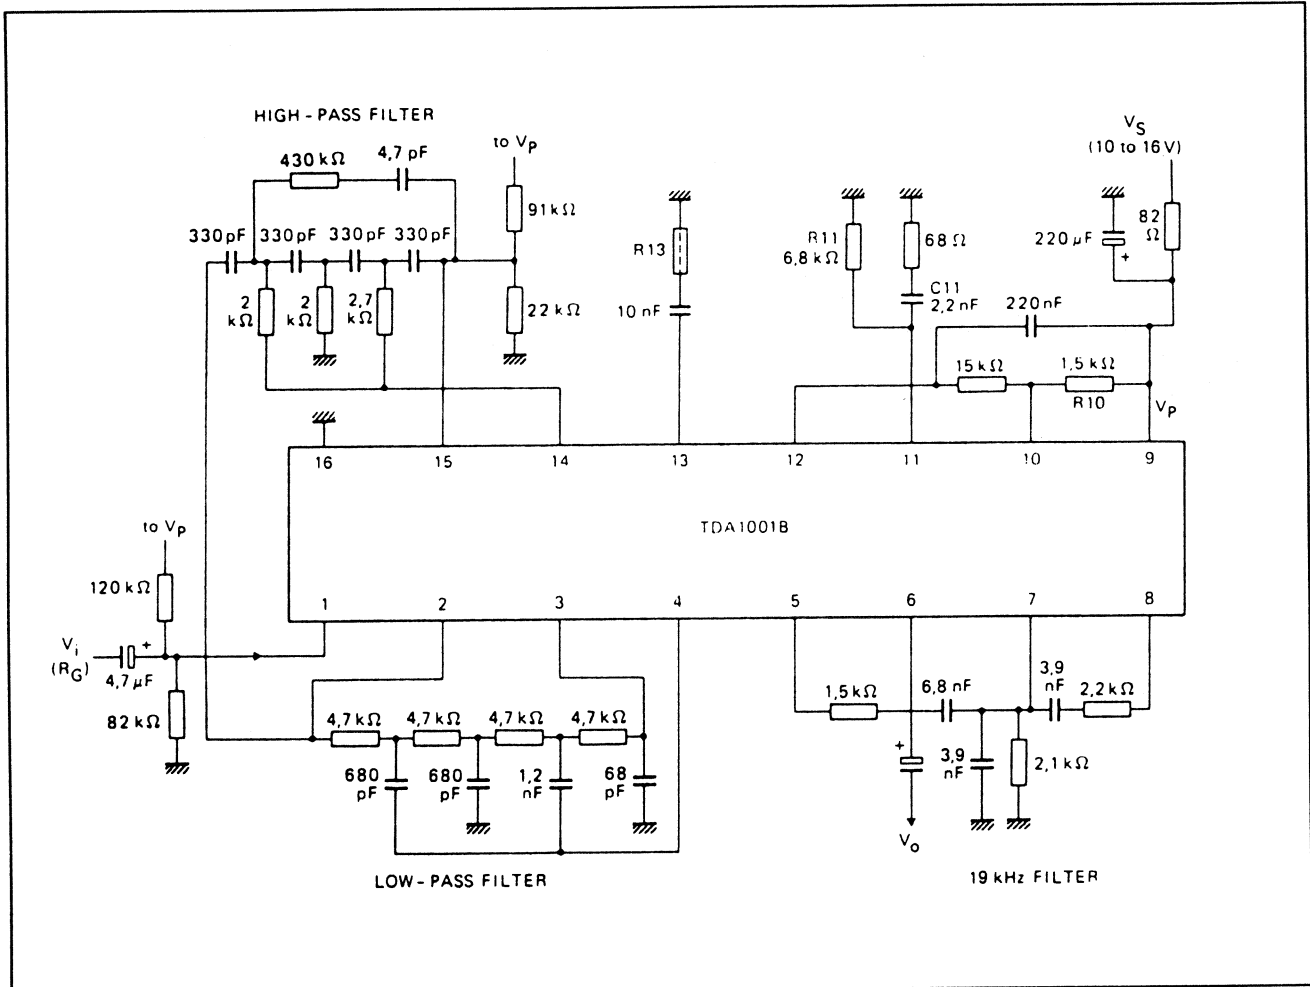 HIGH-PASS FILTER
to VP
430 kΩ
4,7 pF
91kΩ
330pF 330pF 330pF 330pF
2 kΩ
2 kΩ
2,7 kΩ
22 kΩ
R13
10 nF
R11
6,8 kΩ
68 Ω
C11
2,2nF
VS
(10 to 16 V)
220 µF
+
82 Ω
220nF
15kΩ
1,5 kΩ
R10
VP
16 15 14 13 12 11 10 9
TDA1001B
1 2 3 4 5 6 7 8
to VP
120 kΩ
Vi
(RG)
+
4,7 µF
82 kΩ
4,7 kΩ 4,7 kΩ 4,7 kΩ 4,7 kΩ
680 pF
680 pF
1,2 nF
68 pF
LOW-PASS FILTER
1,5 kΩ
6,8 nF
3,9 nF
2,2 kΩ
+
3,9 nF
2,1 kΩ
Vo
19 kHz FILTER